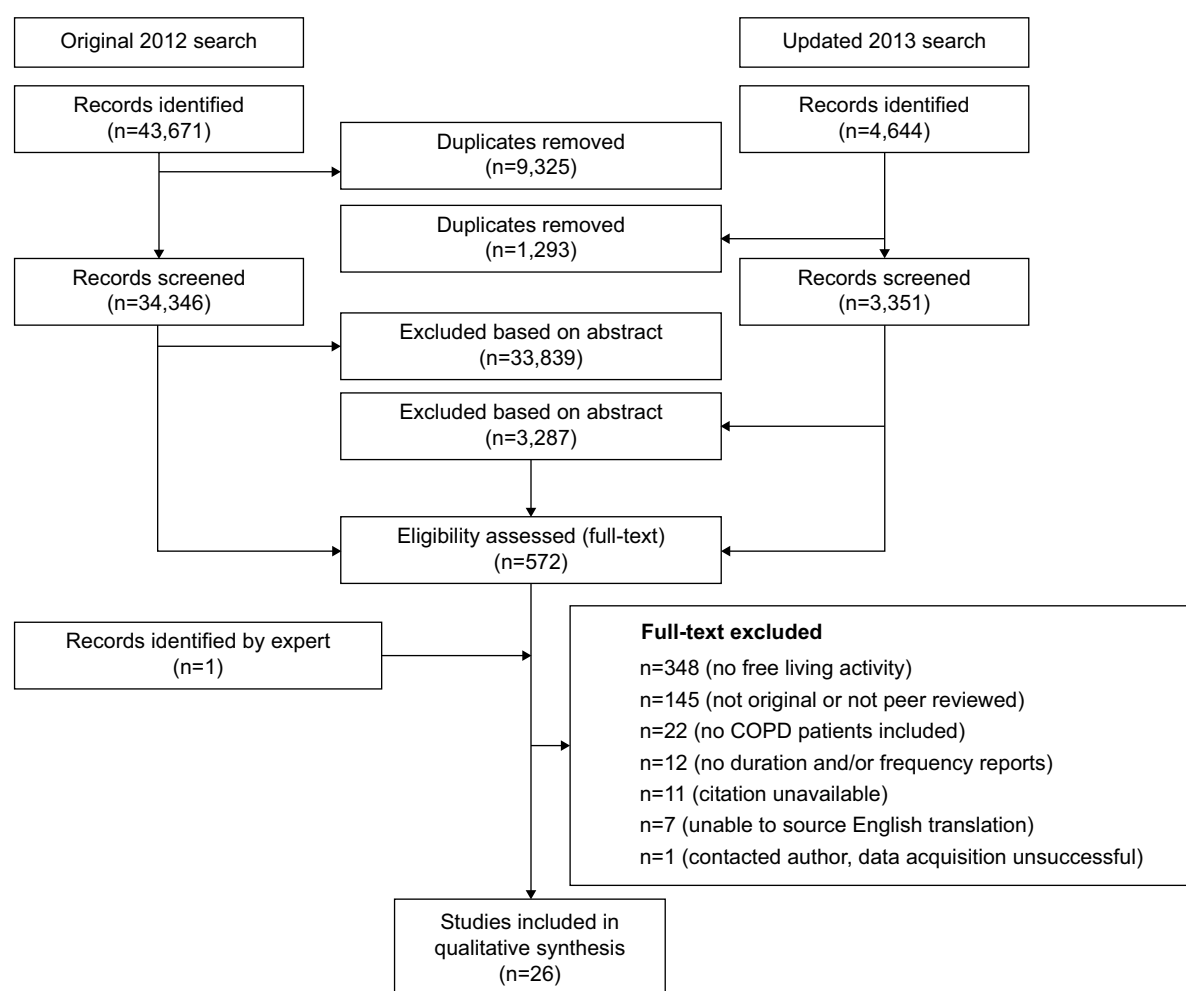 Original 2012 search
Updated 2013 search
Records identified
(n=43,671)
Records identified
(n=4,644)
Duplicates removed
(n=9,325)
Duplicates removed
(n=1,293)
Records screened
(n=34,346)
Records screened
(n=3,351)
Excluded based on abstract
(n=33,839)
Excluded based on abstract
(n=3,287)
Eligibility assessed (full-text)
(n=572)
Records identified by expert
(n=1)
Full-text excluded
n=348 (no free living activity)
n=145 (not original or not peer reviewed)
n=22 (no COPD patients included)
n=12 (no duration and/or frequency reports)
n=11 (citation unavailable)
n=7 (unable to source English translation)
n=1 (contacted author, data acquisition unsuccessful)
Studies included in
qualitative synthesis
(n=26)